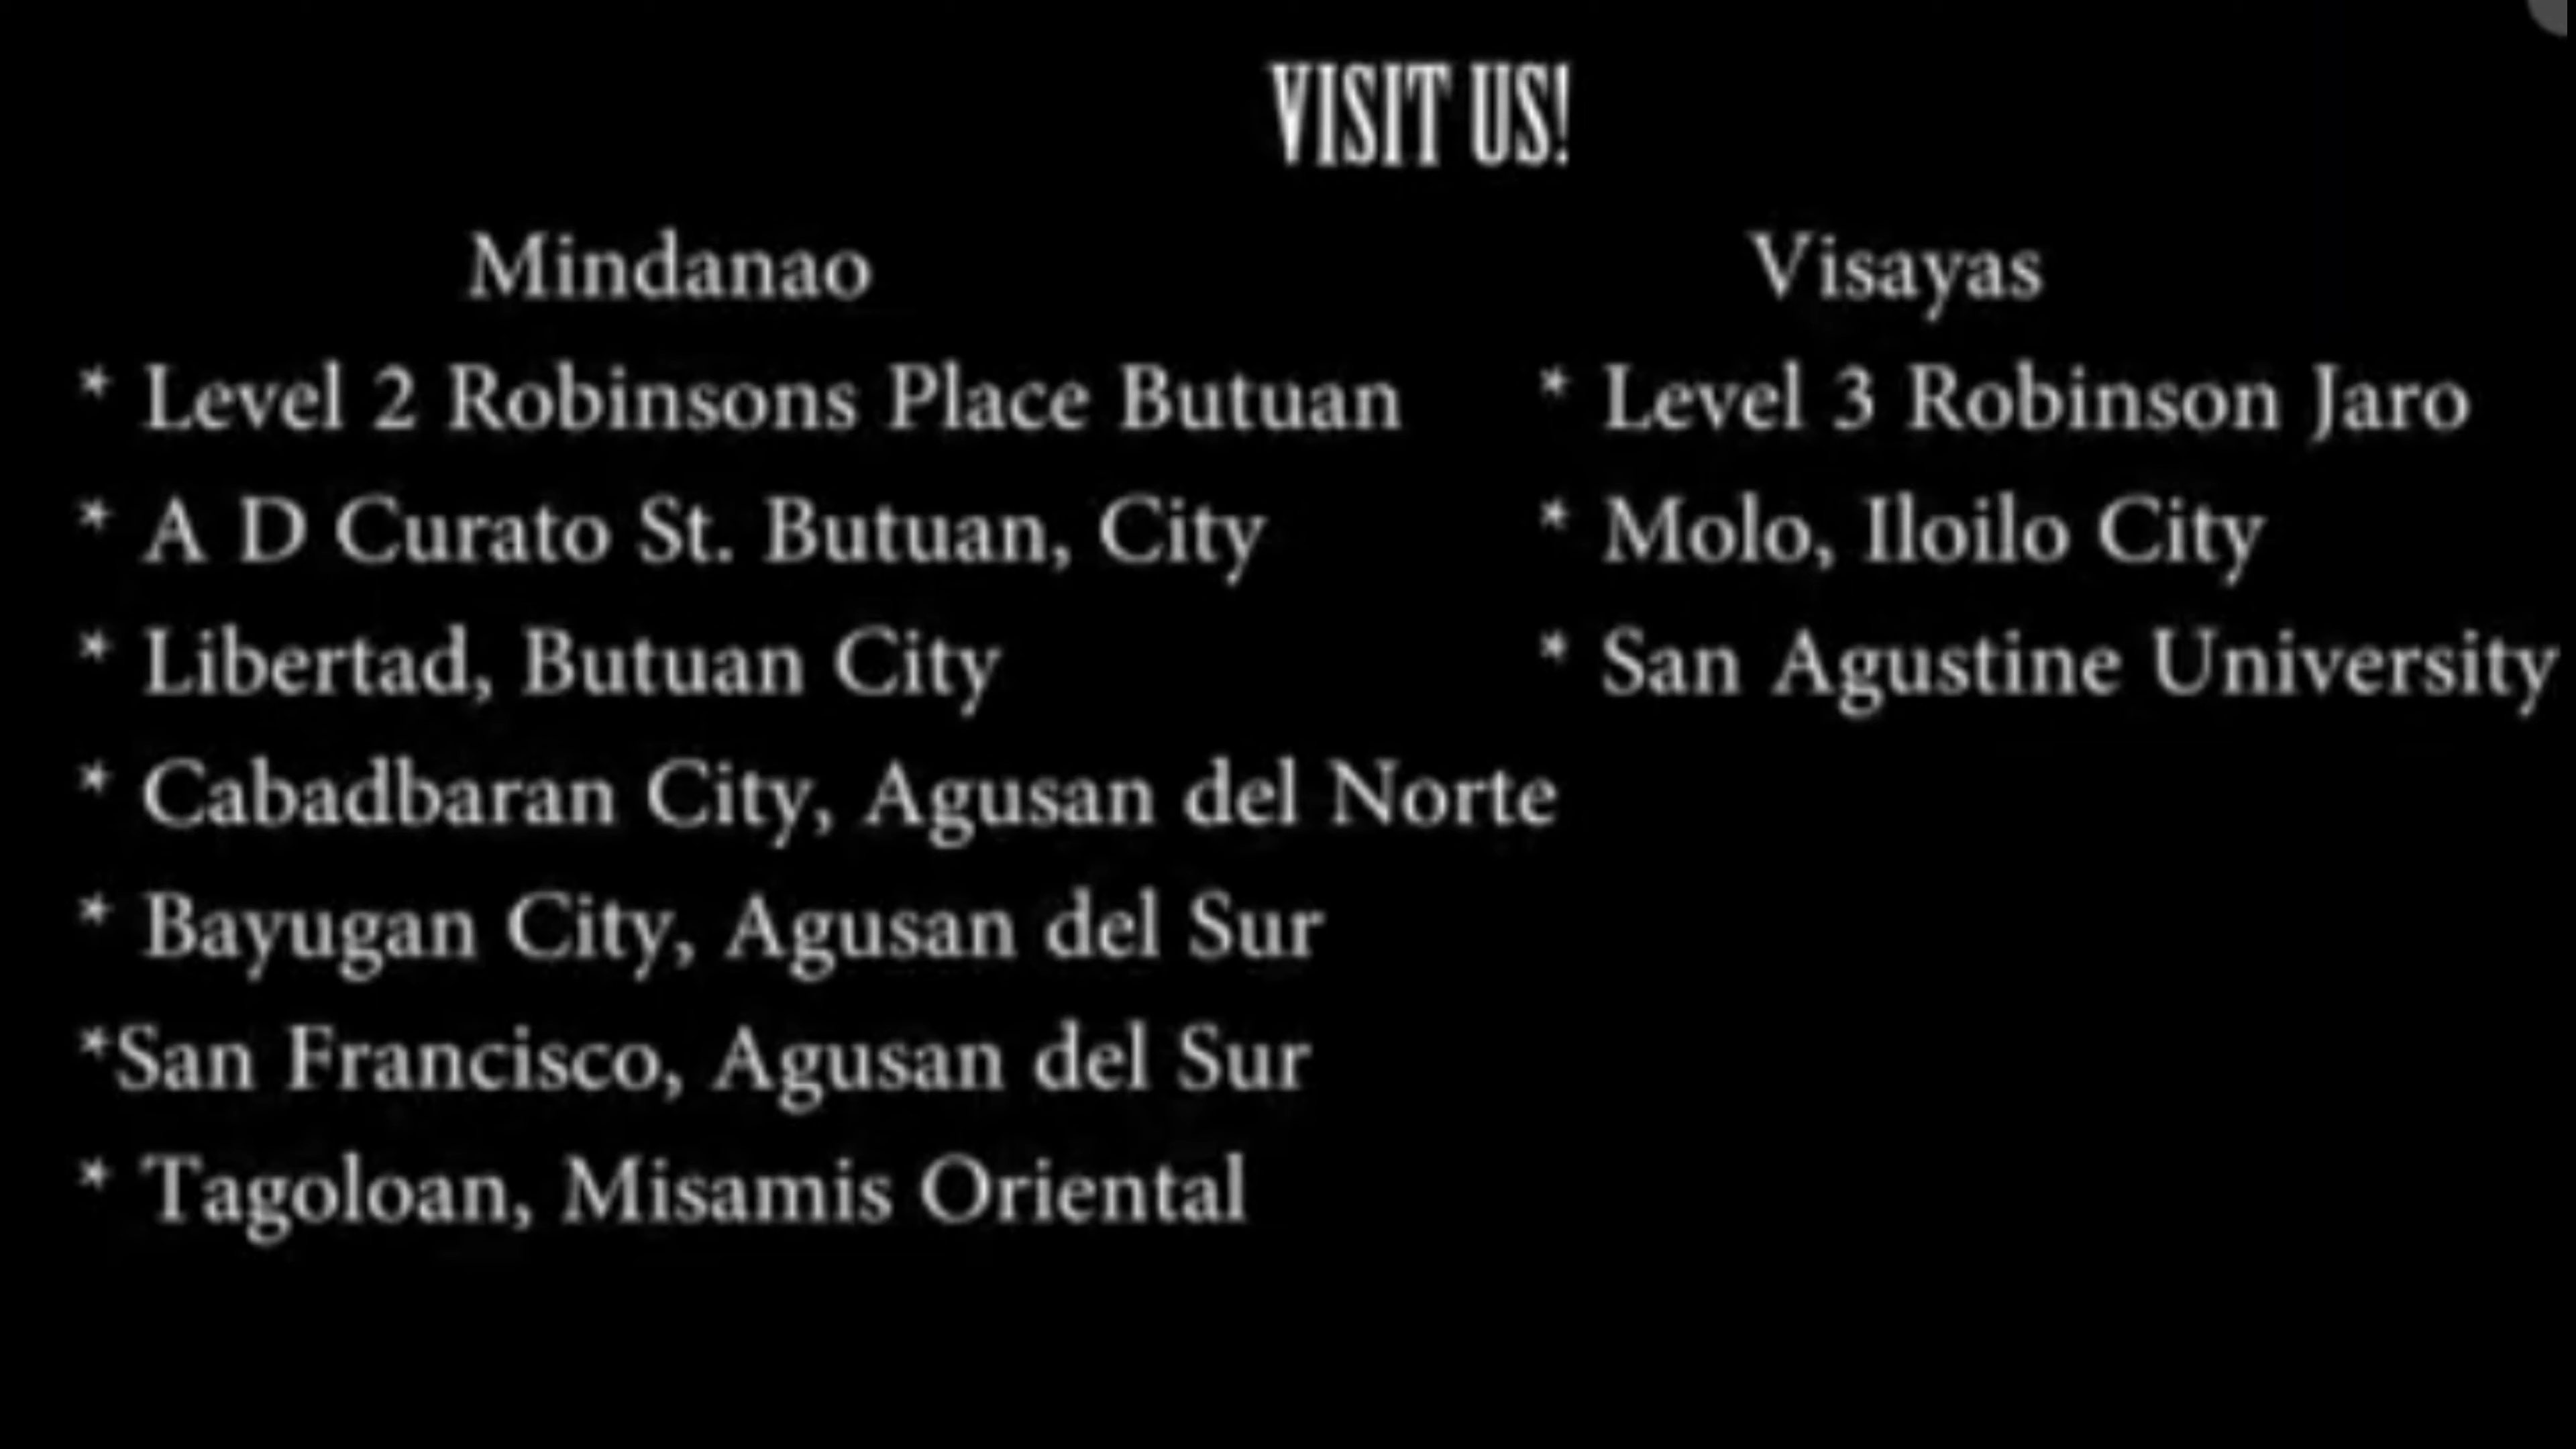 VISIT US!
Mindanao
* Level 2 Robinsons Place Butuan
* A D Curato St. Butuan, City
* Libertad, Butuan City
* Cabadbaran City, Agusan del Norte
* Bayugan City, Agusan del Sur
*San Francisco, Agusan del Sur
* Tagoloan, Misamis Oriental
Visayas
* Level 3 Robinson Jaro
* Molo, Iloilo City
* San Agustine University